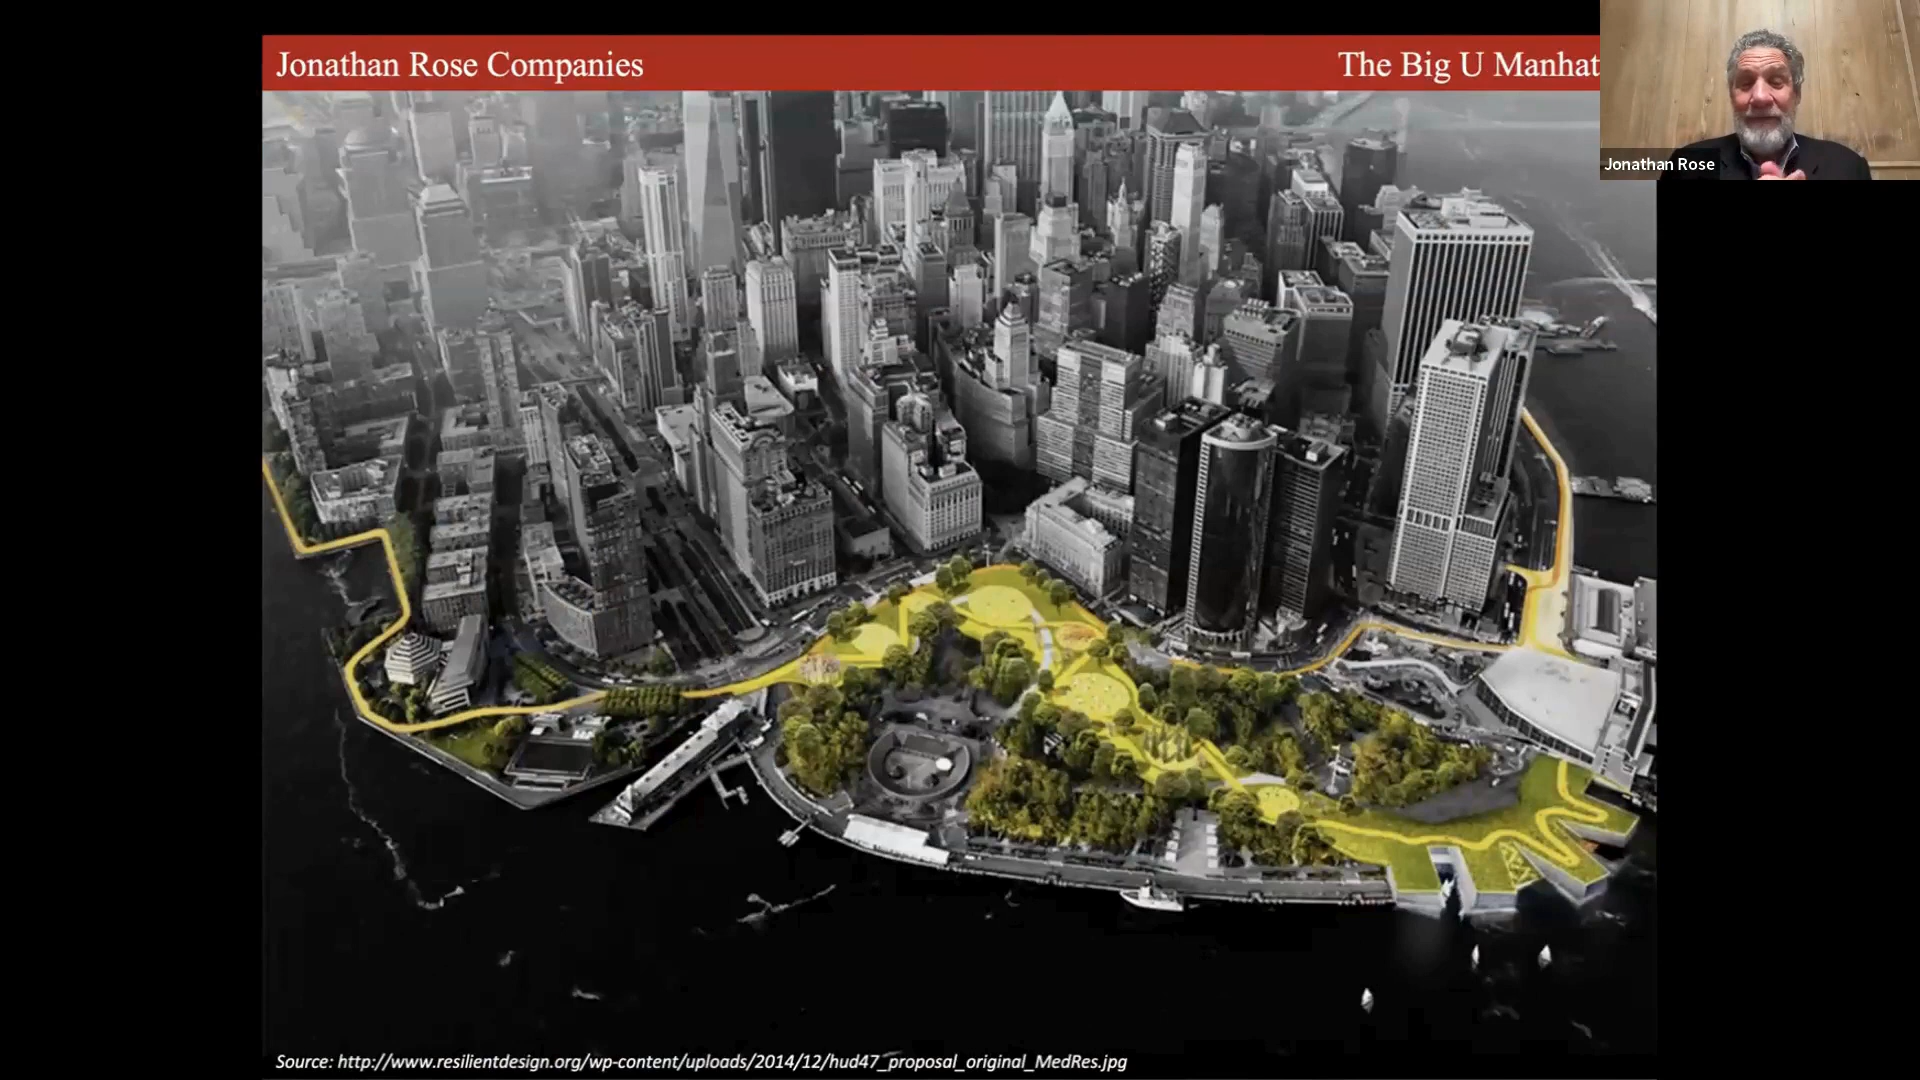 Jonathan Rose Companies
The Big U Manhat
Jonathan Rose
Source: http://www.resilientdesign.org/wp-content/uploads/2014/12/hud47_proposal_original_MedRes.jpg